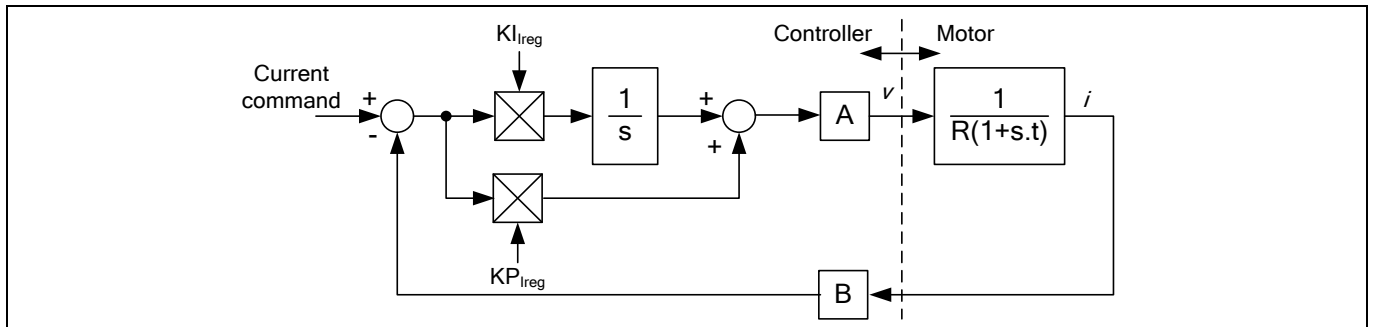 KI_Ireg
Controller
Motor
Current
command
+
-
1
s
+
+
A
v
1
R(1+s.t)
i
KP_Ireg
B